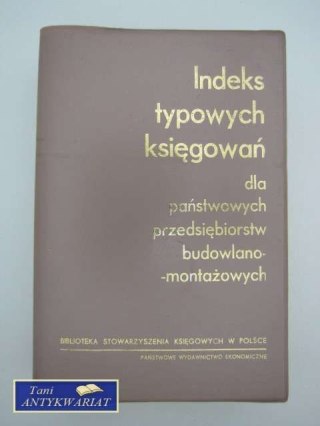 Indeks
typowych
księgowań
dla
państwowych
przedsiębiorstw
budowlano-
-montażowych
BIBLIOTEKA STOWARZYSZENIA KSIĘGOWYCH W POLSCE
PAŃSTWOWE WYDAWNICTWO EKONOMICZNE
Tani
ANTYKWARIAT